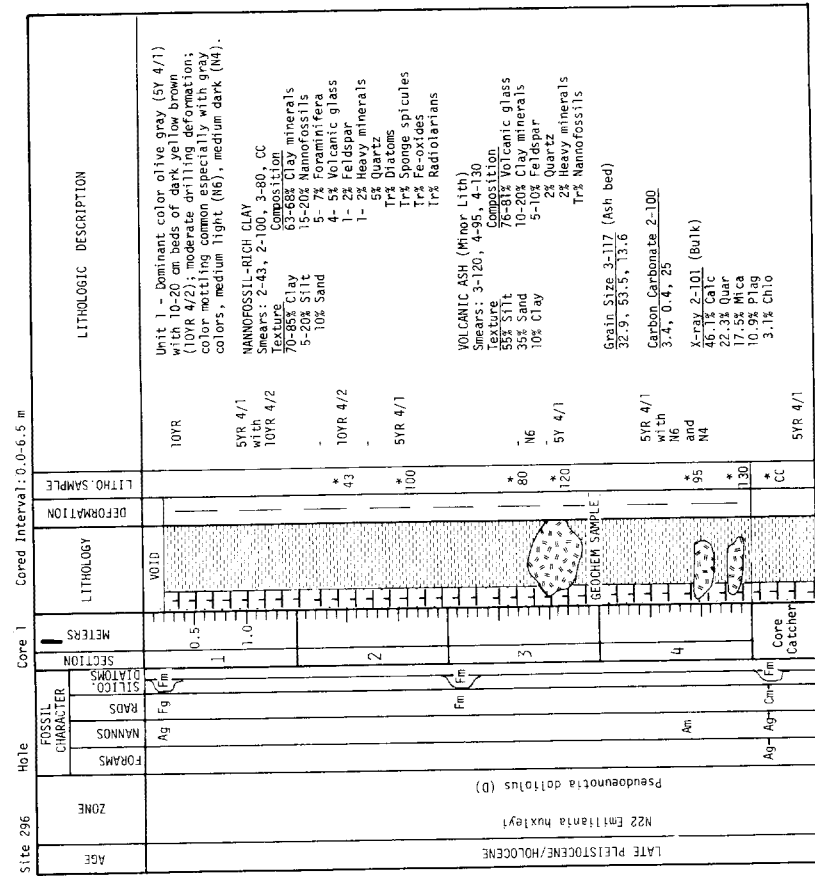 Site 296
Hole
Core 1
Cored Interval: 0.0-6.5 m
AGE
ZONE
FOSSIL
CHARACTER
FORAMS
NANNOS
RADS
SILICO.
DIATOMS
SECTION
METERS
LITHOLOGY
DEFORMATION
LITHO.SAMPLE
LITHOLOGIC DESCRIPTION
LATE PLEISTOCENE/HOLOCENE
N22 Emiliania huxleyi
Pseudoeunotia doliolus (D)
Ag
Fg
Fm
Fm
Fm
Am
Ag
Ag
Cm
Fm
1
0.5
1.0
2
3
4
Core
Catcher
VOID
GEOCHEM SAMPLE
* 43
* 100
* 80
* 120
* 95
* 130
* CC
10YR
5YR 4/1
with
10YR 4/2
-
10YR 4/2
-
5YR 4/1
-
N6
- 5Y 4/1
5YR 4/1
with
N6
and
N4
5YR 4/1
Unit 1 - Dominant color olive gray (5Y 4/1)
with 10-20 cm beds of dark yellow brown
(10YR 4/2); moderate drilling deformation;
color mottling common especially with gray
colors, medium light (N6), medium dark (N4).
NANNOFOSSIL-RICH CLAY
Smears: 2-43, 2-100, 3-80, CC
Texture Composition
70-85% Clay 63-68% Clay minerals
5-20% Silt 15-20% Nannofossils
10% Sand 5- 7% Foraminifera
4- 5% Volcanic glass
1- 2% Feldspar
1- 2% Heavy minerals
5% Quartz
Tr% Diatoms
Tr% Sponge spicules
Tr% Fe-oxides
Tr% Radiolarians
VOLCANIC ASH (Minor Lith)
Smears: 3-120, 4-95, 4-130
Texture Composition
55% Silt 76-81% Volcanic glass
35% Sand 10-20% Clay minerals
10% Clay 5-10% Feldspar
2% Quartz
2% Heavy minerals
Tr% Nannofossils
Grain Size 3-117 (Ash bed)
32.9, 53.5, 13.6
Carbon Carbonate 2-100
3.4, 0.4, 25
X-ray 2-101 (Bulk)
46.1% Calc
22.3% Quar
17.5% Mica
10.9% Plag
3.1% Chlo